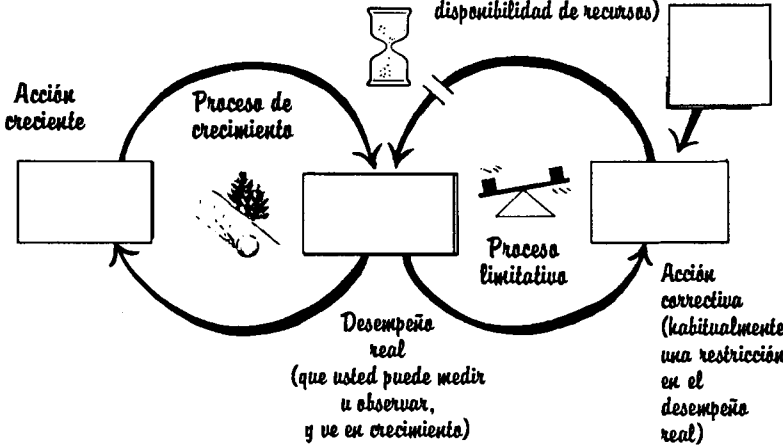 disponibilidad de recursos)
Acción
creciente
Proceso de
crecimiento
Proceso
limitativo
Desempeño
real
(que usted puede medir
u observar,
y ve en crecimiento)
Acción
correctiva
(habitualmente
una restricción
en el
desempeño
real)